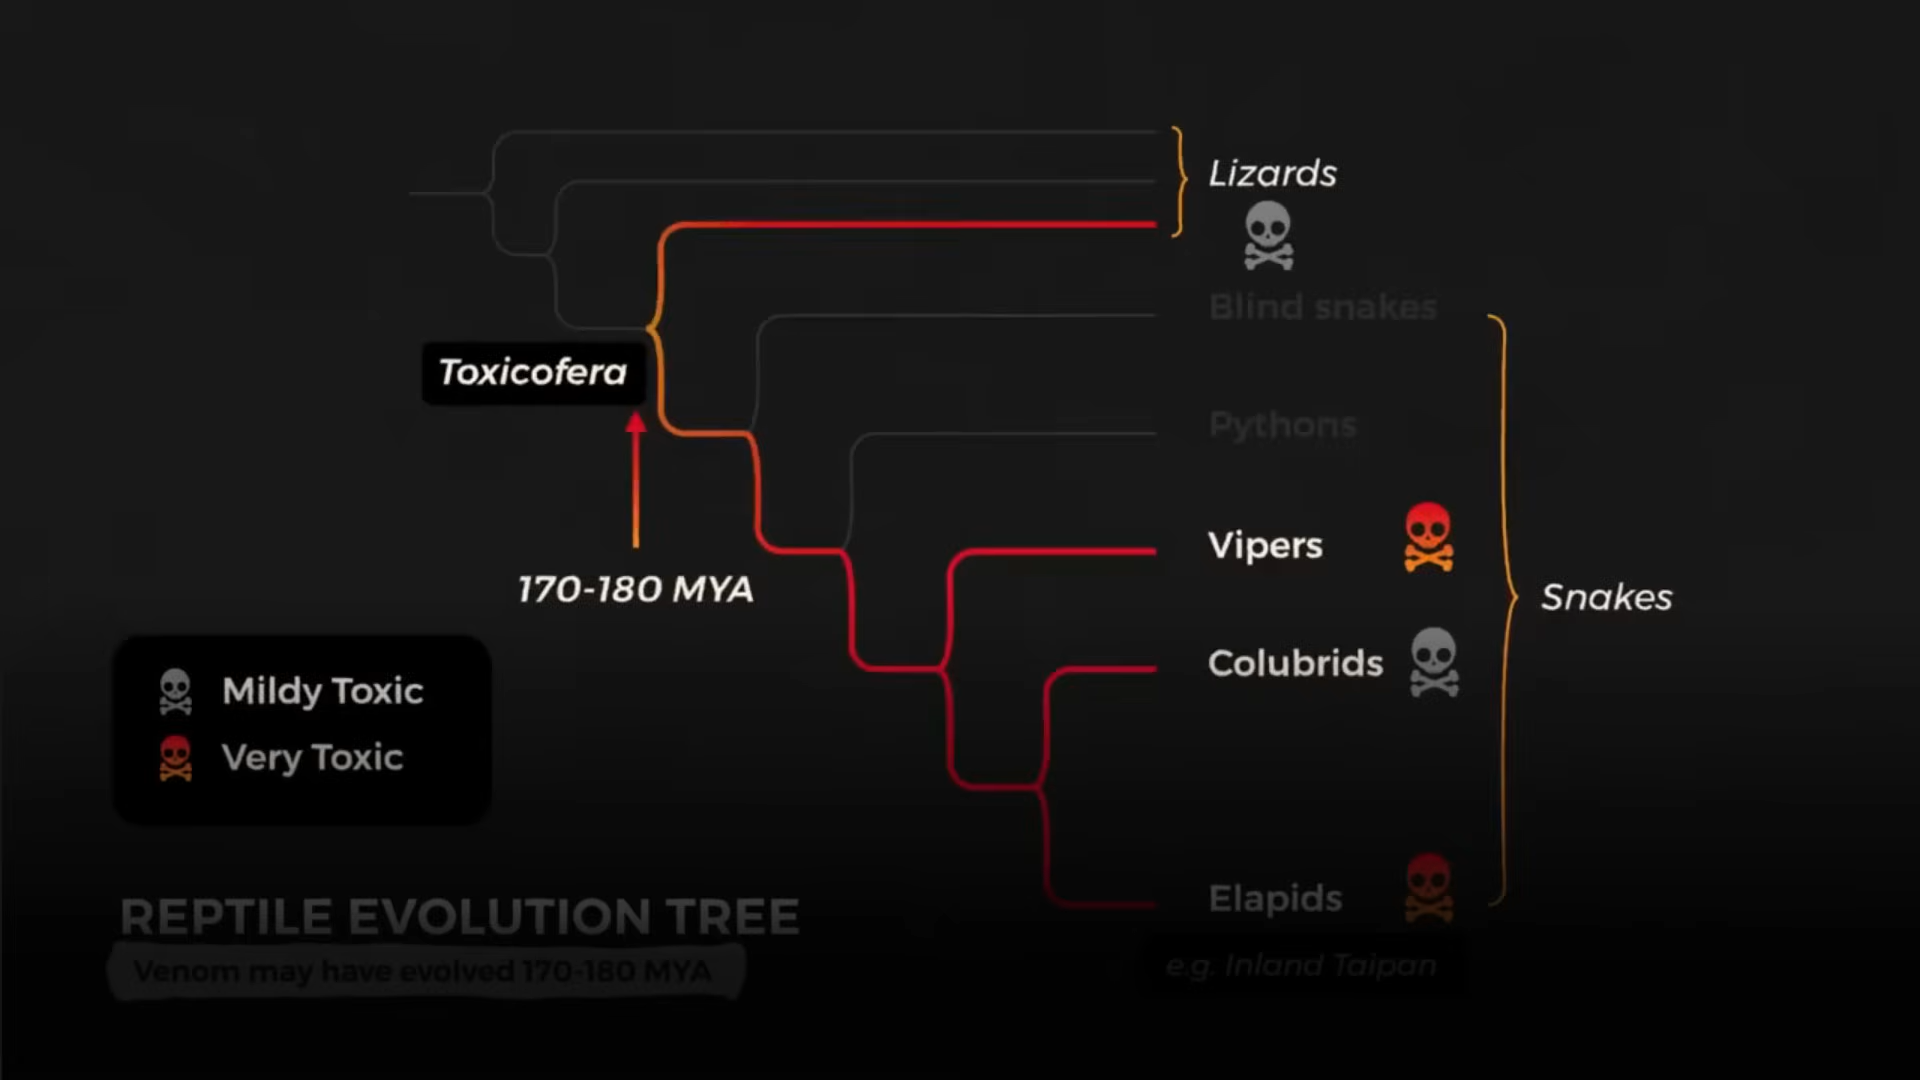 Lizards
Blind snakes
Toxicofera
Pythons
Vipers
170-180 MYA
Snakes
Colubrids
Mildy Toxic
Very Toxic
Elapids
REPTILE EVOLUTION TREE
e.g. Inland Taipan
Venom may have evolved 170-180 MYA